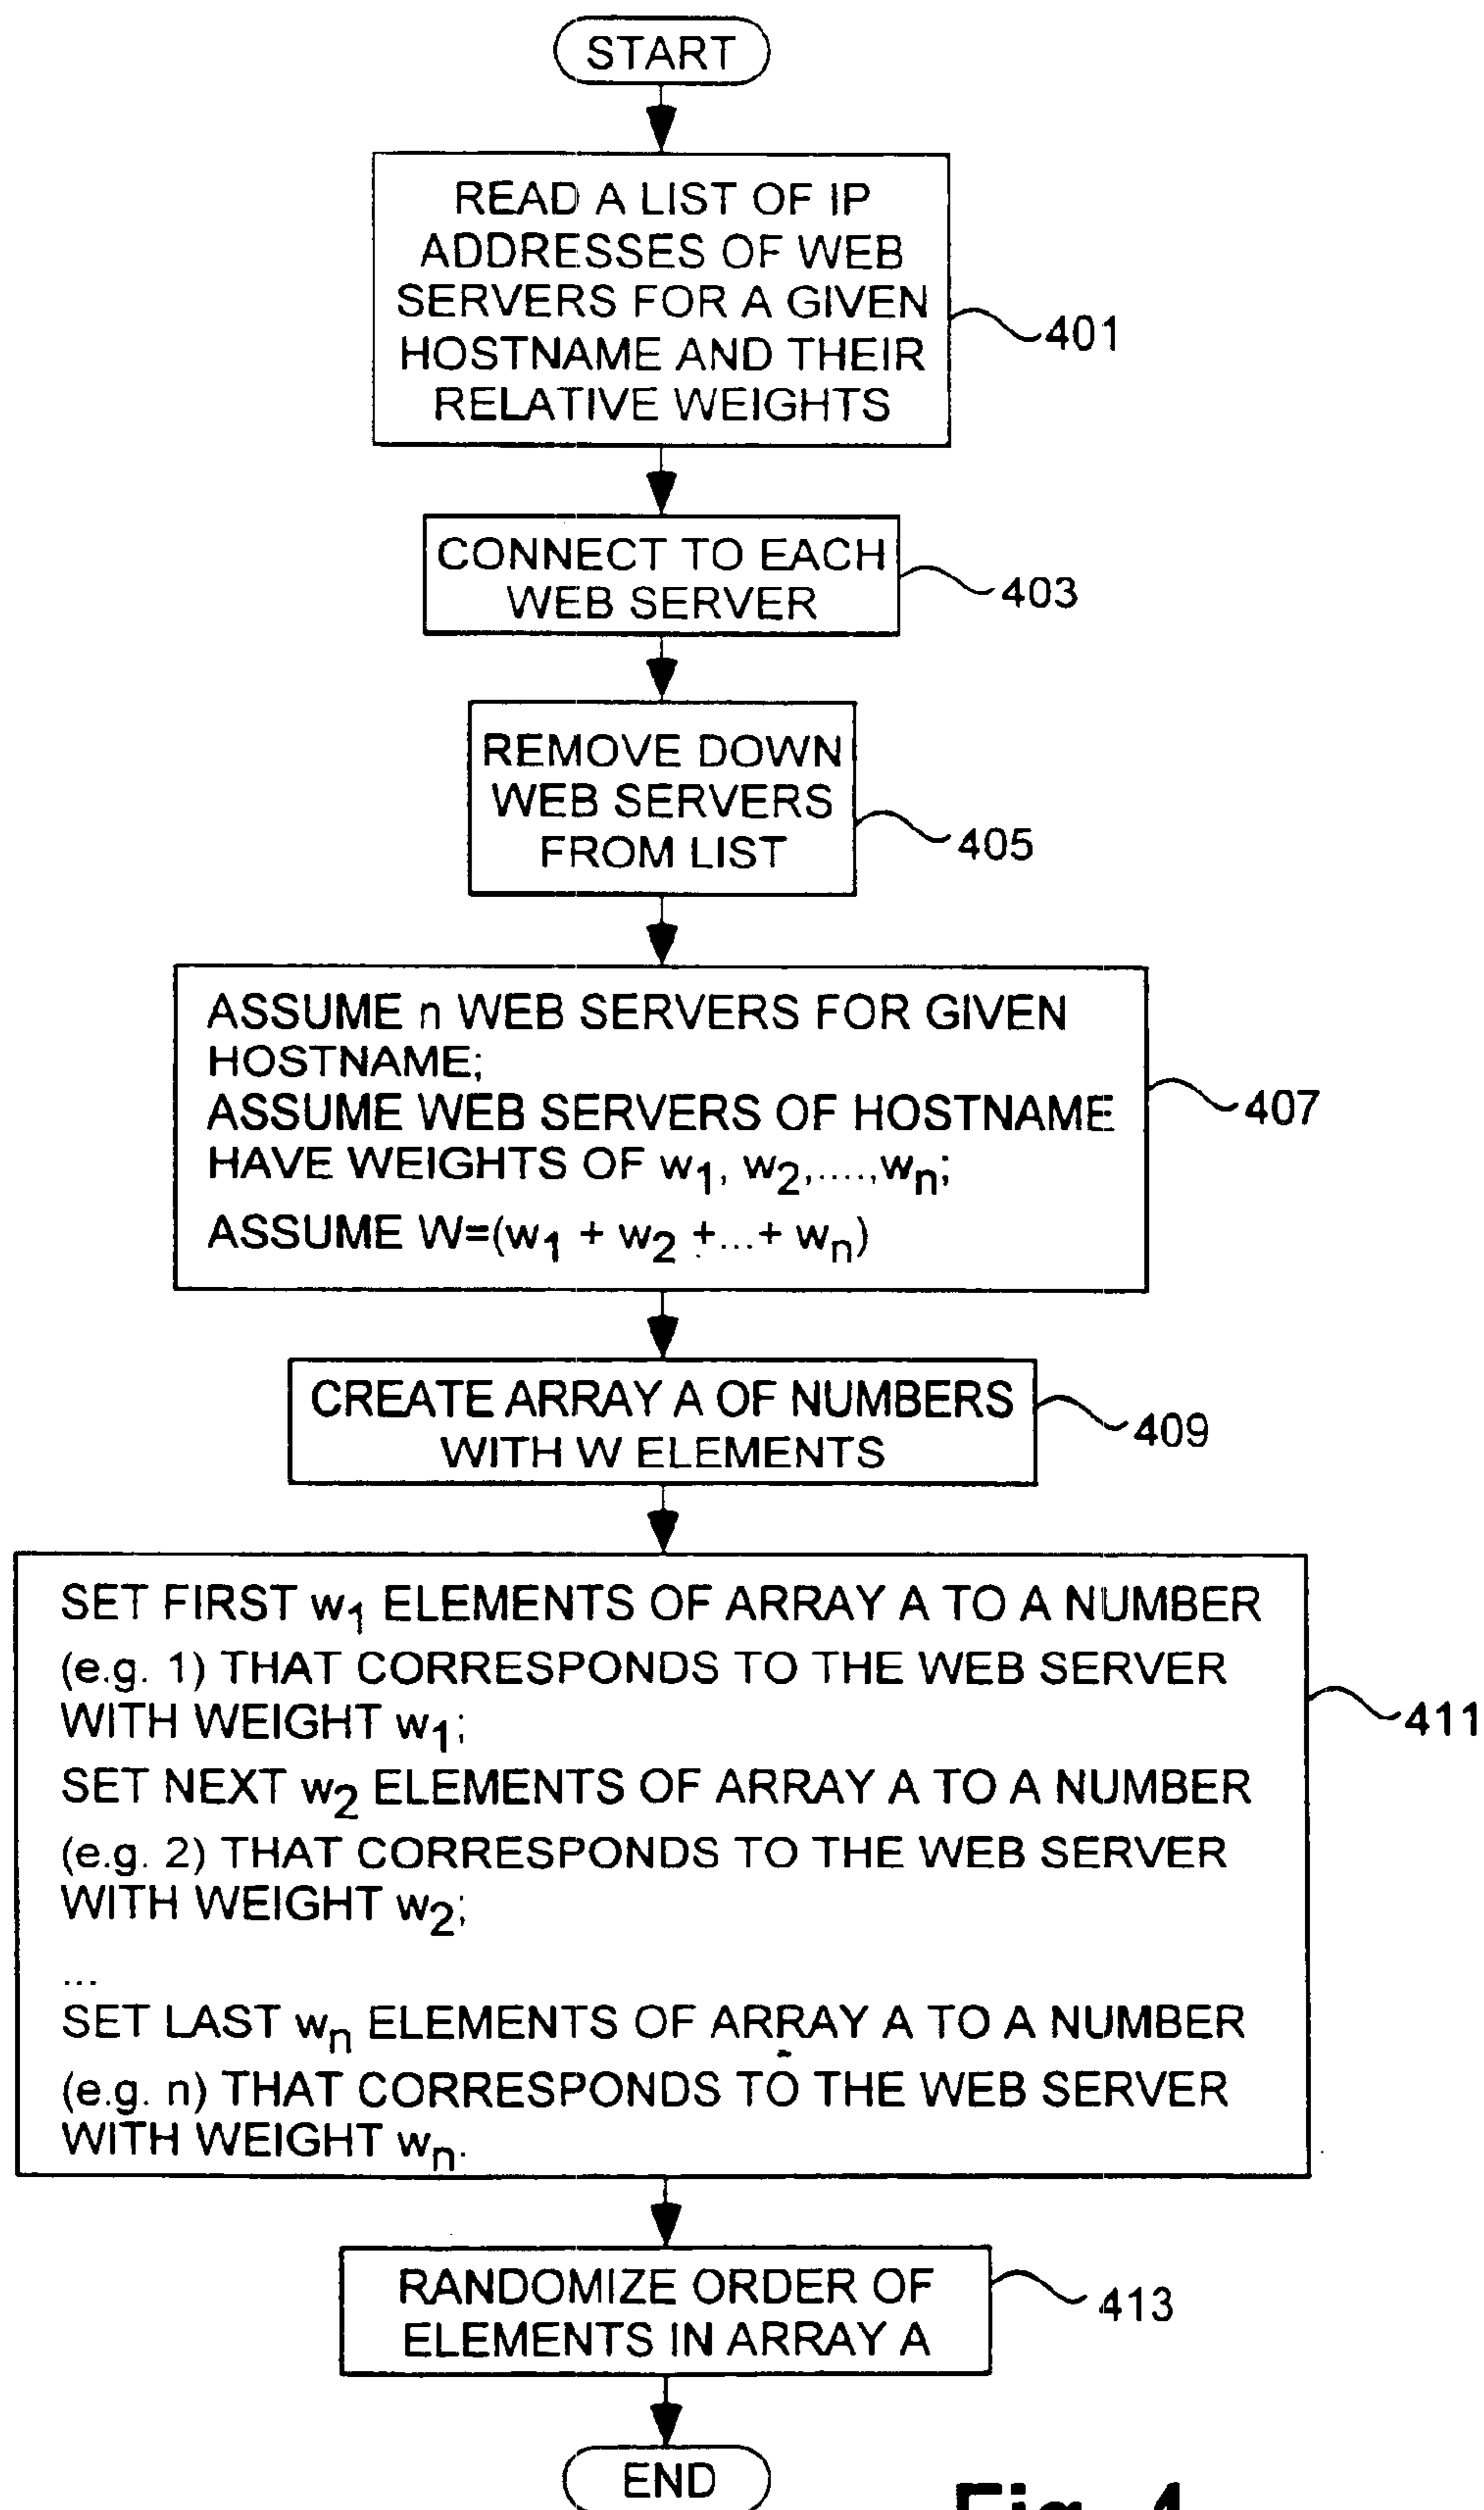 START
READ A LIST OF IP
ADDRESSES OF WEB
SERVERS FOR A GIVEN
HOSTNAME AND THEIR
RELATIVE WEIGHTS
401
CONNECT TO EACH
WEB SERVER
403
REMOVE DOWN
WEB SERVERS
FROM LIST
405
ASSUME n WEB SERVERS FOR GIVEN
HOSTNAME;
ASSUME WEB SERVERS OF HOSTNAME
HAVE WEIGHTS OF w1, w2,....,wn;
ASSUME W=(w1 + w2 +...+ wn)
407
CREATE ARRAY A OF NUMBERS
WITH W ELEMENTS
409
SET FIRST w1 ELEMENTS OF ARRAY A TO A NUMBER
(e.g. 1) THAT CORRESPONDS TO THE WEB SERVER
WITH WEIGHT w1;
SET NEXT w2 ELEMENTS OF ARRAY A TO A NUMBER
(e.g. 2) THAT CORRESPONDS TO THE WEB SERVER
WITH WEIGHT w2;
...
SET LAST wn ELEMENTS OF ARRAY A TO A NUMBER
(e.g. n) THAT CORRESPONDS TO THE WEB SERVER
WITH WEIGHT wn.
411
RANDOMIZE ORDER OF
ELEMENTS IN ARRAY A
413
END
Fig. 4